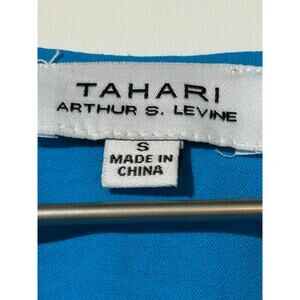 TAHARI
ARTHUR S. LEVINE
S
MADE IN
CHINA